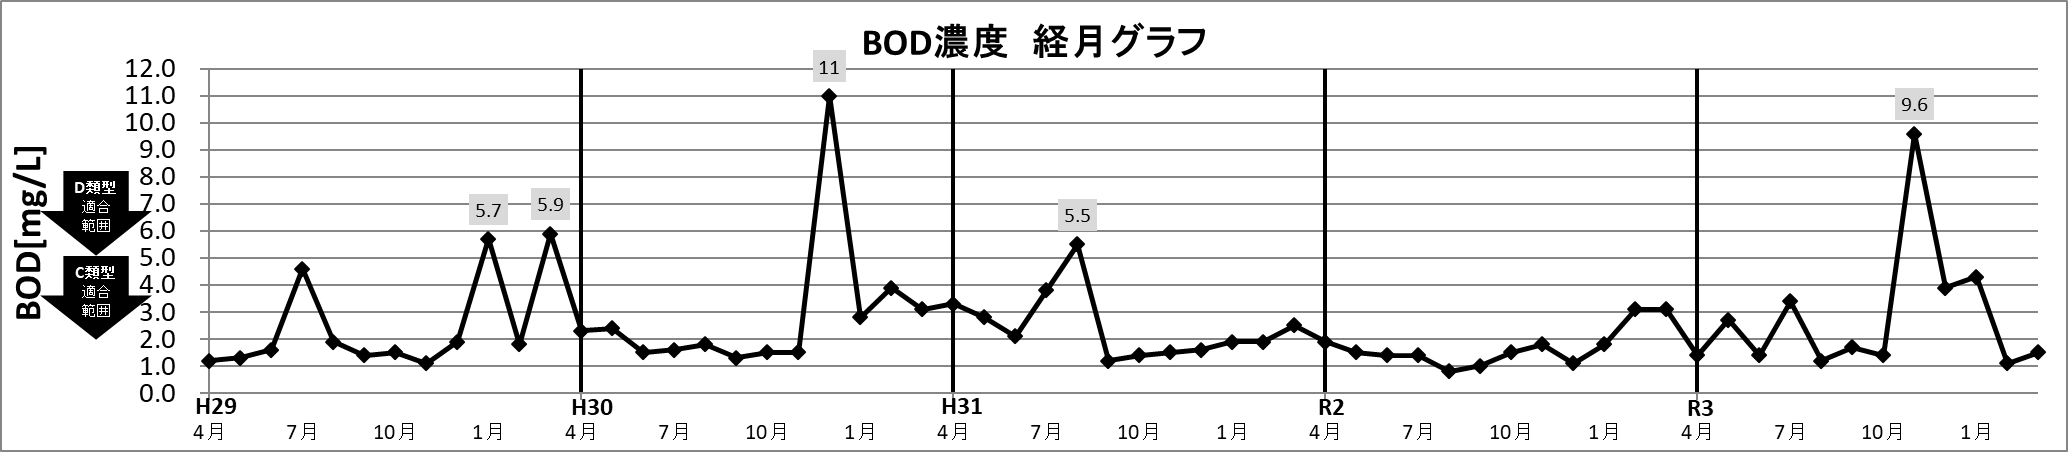 BOD濃度　経月グラフ
12.0
11.0
10.0
9.0
8.0
7.0
6.0
5.0
4.0
3.0
2.0
1.0
0.0
BOD[mg/L]
D類型
適合
範囲
C類型
適合
範囲
5.7
5.9
11
5.5
9.6
H29
H30
H31
R2
R3
4月 7月 10月 1月 4月 7月 10月 1月 4月 7月 10月 1月 4月 7月 10月 1月 4月 7月 10月 1月